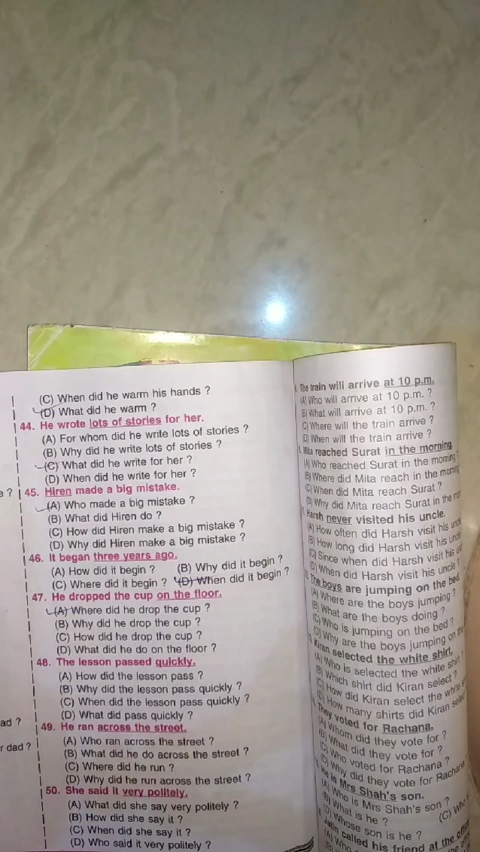 (C) When did he warm his hands ?
(D) What did he warm ?
44. He wrote lots of stories for her.
(A) For whom did he write lots of stories ?
(B) Why did he write lots of stories ?
(C) What did he write for her ?
(D) When did he write for her ?
e ? 45. Hiren made a big mistake.
(A) Who made a big mistake ?
(B) What did Hiren do ?
(C) How did Hiren make a big mistake ?
(D) Why did Hiren make a big mistake ?
46. It began three years ago.
(A) How did it begin ? (B) Why did it begin ?
(C) Where did it begin ? (D) When did it begin ?
47. He dropped the cup on the floor.
(A) Where did he drop the cup ?
(B) Why did he drop the cup ?
(C) How did he drop the cup ?
(D) What did he do on the floor ?
48. The lesson passed quickly.
(A) How did the lesson pass ?
(B) Why did the lesson pass quickly ?
(C) When did the lesson pass quickly ?
(D) What did pass quickly ?
ad ? 49. He ran across the street.
(A) Who ran across the street ?
r dad ? (B) What did he do across the street ?
(C) Where did he run ?
(D) Why did he run across the street ?
50. She said it very politely.
(A) What did she say very politely ?
(B) How did she say it ?
(C) When did she say it ?
(D) Who said it very politely ?
The train will arrive at 10 p.m.
(A) Who will arrive at 10 p.m. ?
(B) What will arrive at 10 p.m. ?
(C) Where will the train arrive ?
(D) When will the train arrive ?
Mita reached Surat in the morning
(A) Who reached Surat in the morning ?
(B) Where did Mita reach in the morning
(C) When did Mita reach Surat ?
(D) Why did Mita reach Surat in the
Harsh never visited his uncle.
(A) How often did Harsh visit his
(B) How long did Harsh visit his
(C) Since when did Harsh visit his
(D) When did Harsh visit his uncle ?
The boys are jumping on the bed
(A) Where are the boys jumping ?
(B) What are the boys doing ?
(C) Who is jumping on the bed ?
(D) Why are the boys jumping on
Kiran selected the white shirt.
(A) Who is selected the white shirt
(B) Which shirt did Kiran select ?
(C) How did Kiran select the white
(D) How many shirts did Kiran select
They voted for Rachana.
(A) Whom did they vote for ?
(B) What did they vote for ?
(C) Who voted for Rachana ?
(D) Why did they vote for Rachana
He is Mrs Shah's son.
(A) Who is Mrs Shah's son ?
(B) What is he ? (C) Who
(D) Whose son is he ?
called his friend at the